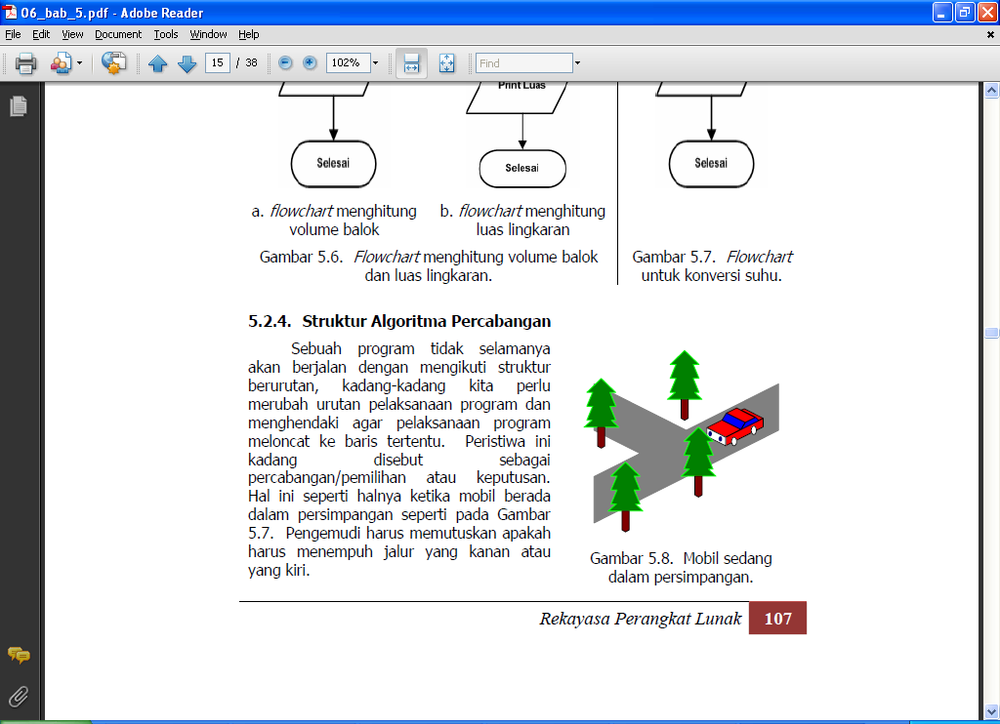 06_bab_5.pdf - Adobe Reader
File Edit View Document Tools Window Help
15 / 38 102% Find
Print Luas
Selesai
Selesai
Selesai
a. flowchart menghitung
volume balok
b. flowchart menghitung
luas lingkaran
Gambar 5.6. Flowchart menghitung volume balok
dan luas lingkaran.
Gambar 5.7. Flowchart
untuk konversi suhu.
5.2.4. Struktur Algoritma Percabangan
Sebuah program tidak selamanya
akan berjalan dengan mengikuti struktur
berurutan, kadang-kadang kita perlu
merubah urutan pelaksanaan program dan
menghendaki agar pelaksanaan program
meloncat ke baris tertentu. Peristiwa ini
kadang disebut sebagai
percabangan/pemilihan atau keputusan.
Hal ini seperti halnya ketika mobil berada
dalam persimpangan seperti pada Gambar
5.7. Pengemudi harus memutuskan apakah
harus menempuh jalur yang kanan atau
yang kiri.
Gambar 5.8. Mobil sedang
dalam persimpangan.
Rekayasa Perangkat Lunak 107